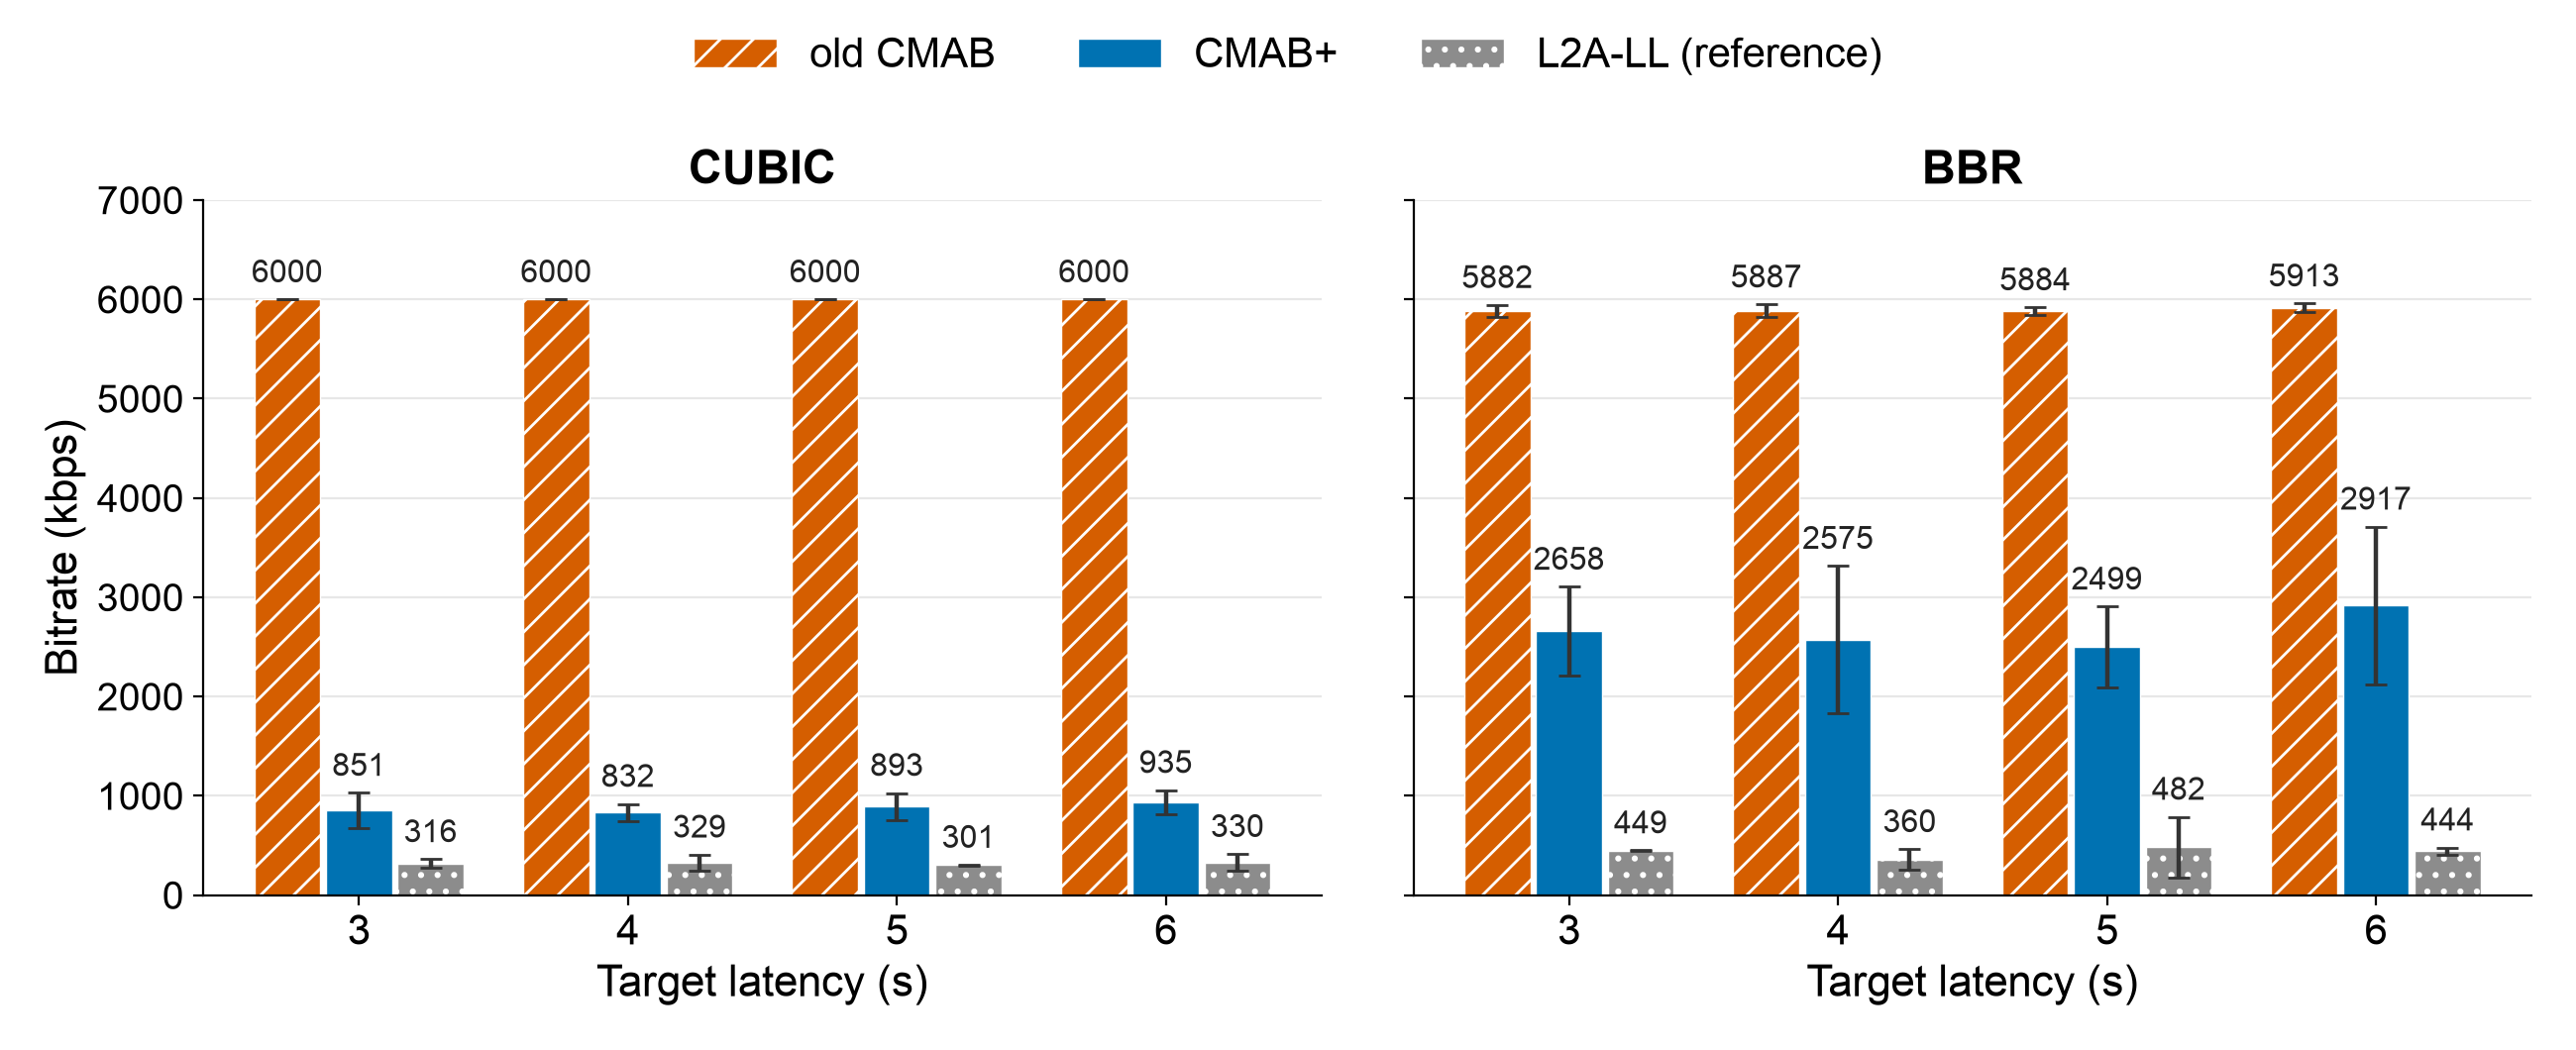 old CMAB CMAB+ L2A-LL (reference)
CUBIC
BBR
Bitrate (kbps)
7000
6000
5000
4000
3000
2000
1000
0
6000 6000 6000 6000
851 832 893 935
316 329 301 330
3 4 5 6
Target latency (s)
5882 5887 5884 5913
2658 2575 2499 2917
449 360 482 444
3 4 5 6
Target latency (s)